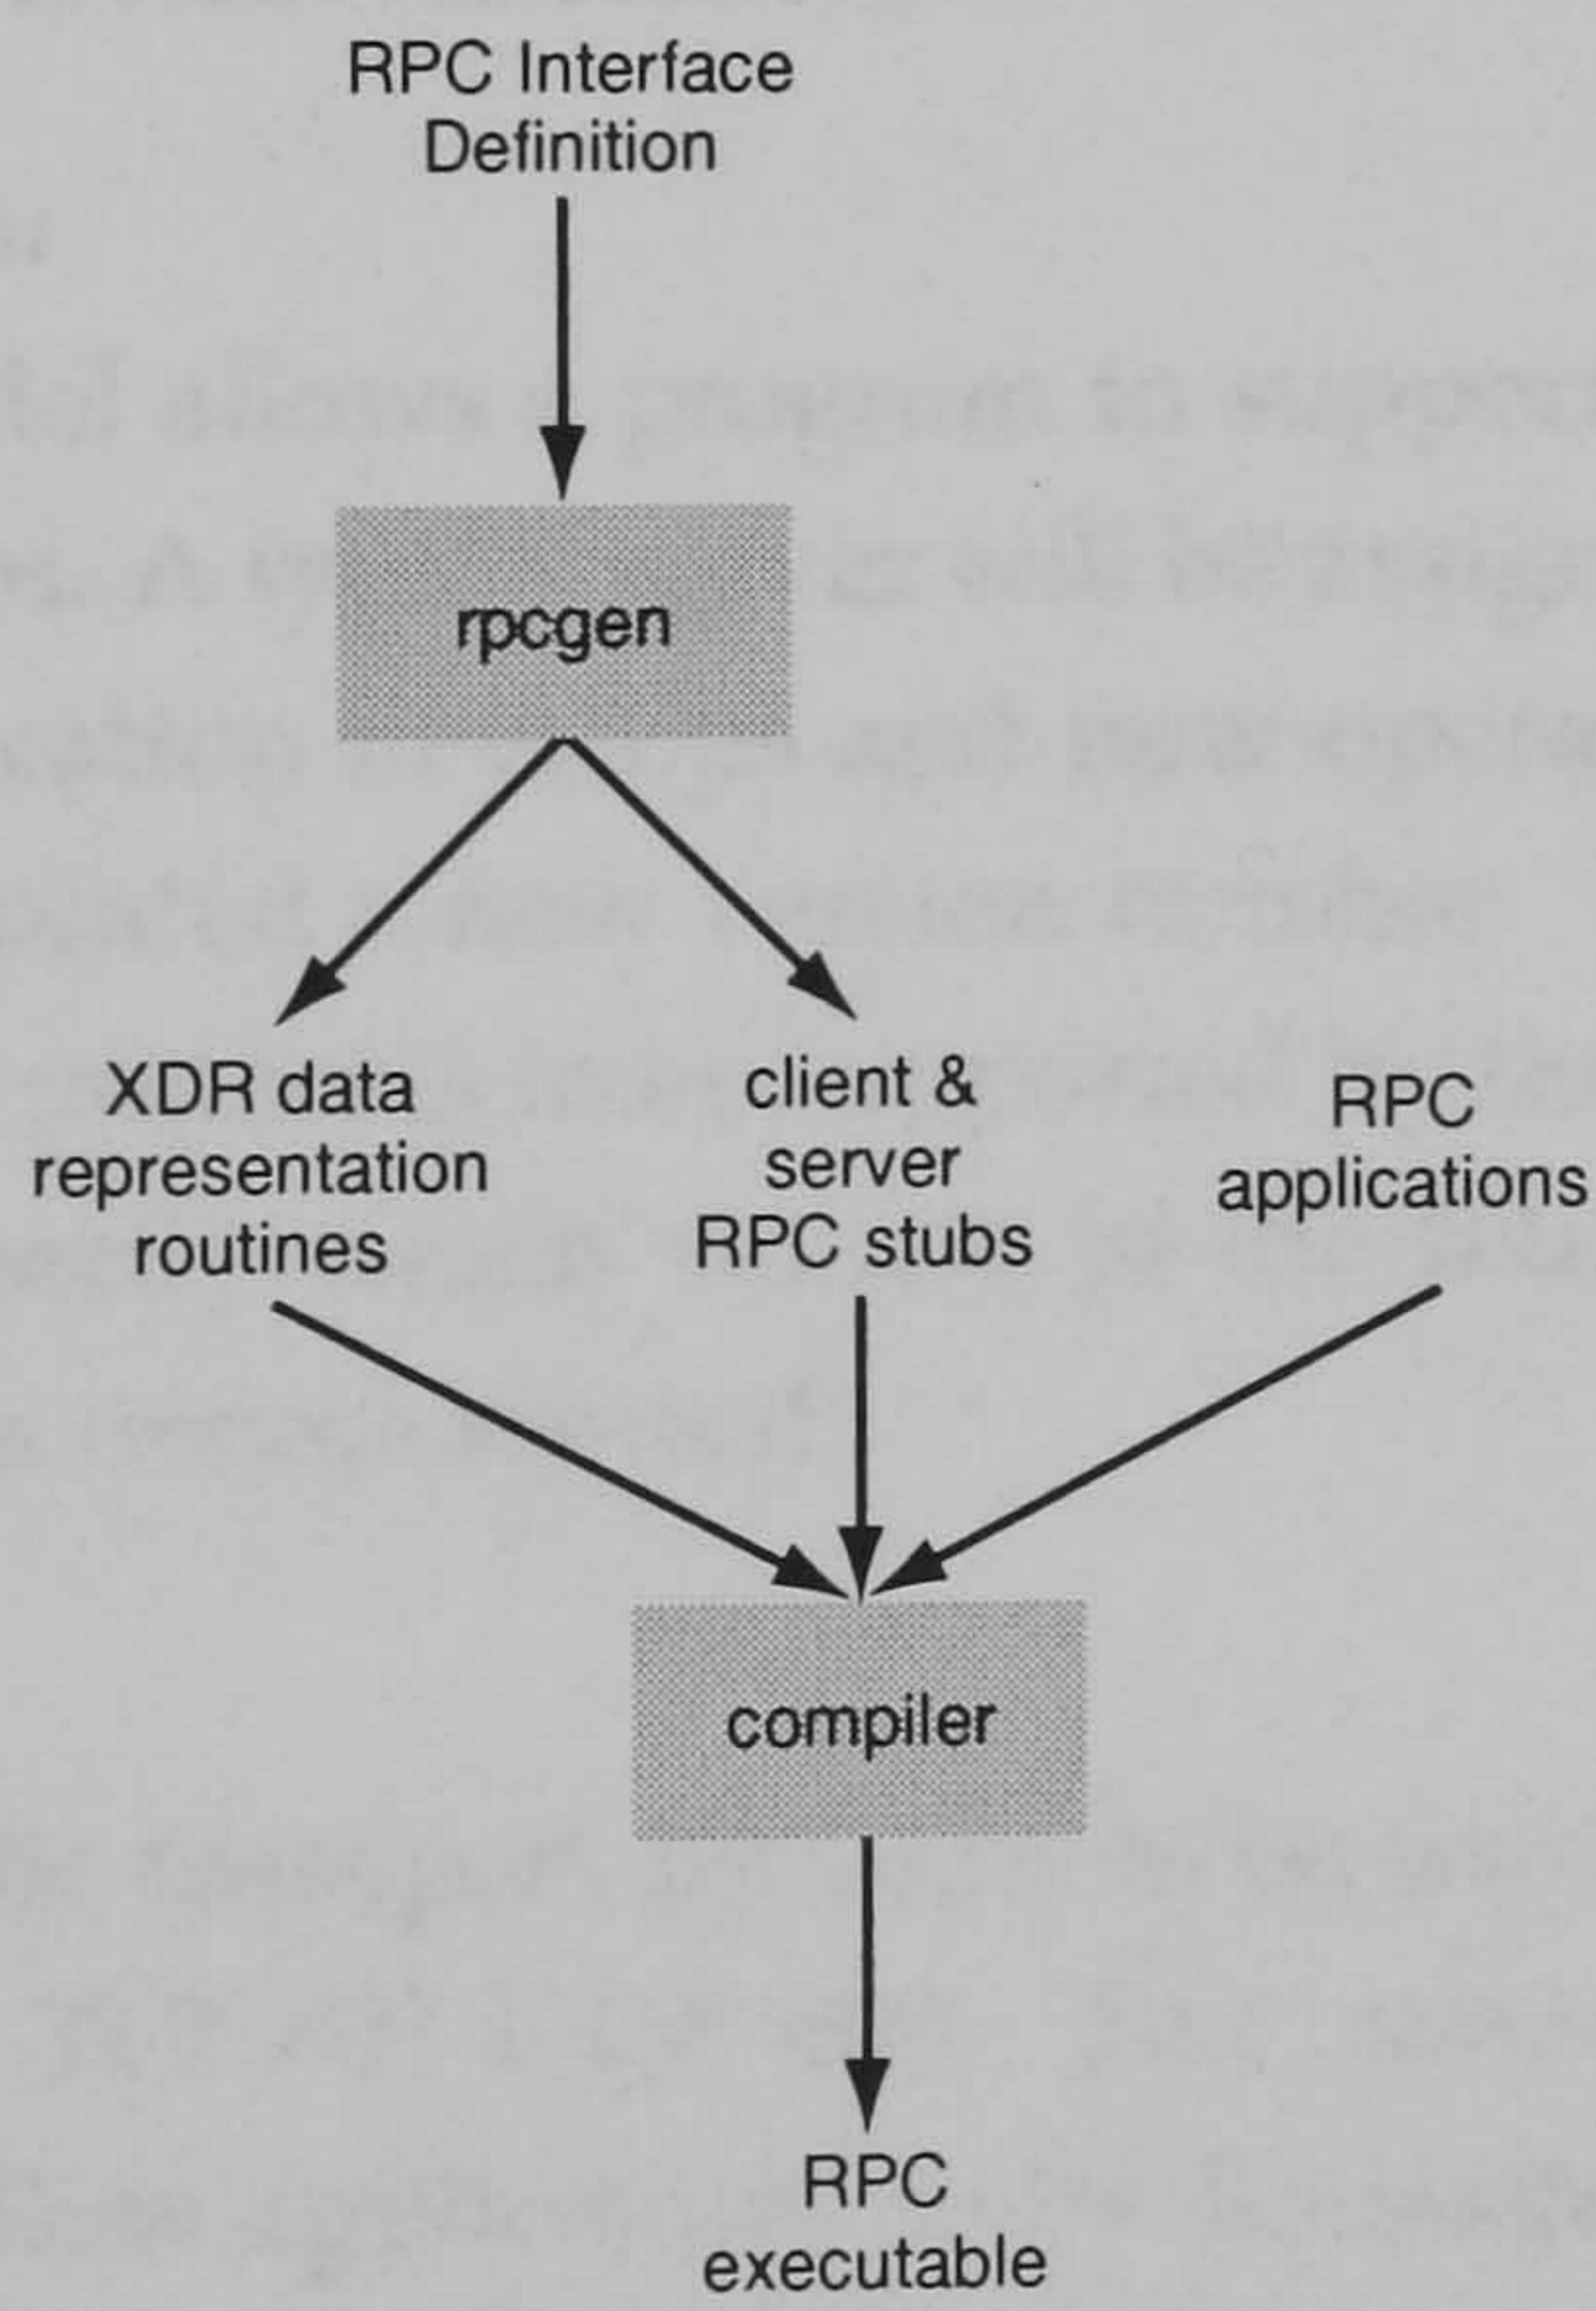 RPC Interface
Definition
rpcgen
XDR data
representation
routines
client &
server
RPC stubs
RPC
applications
compiler
RPC
executable